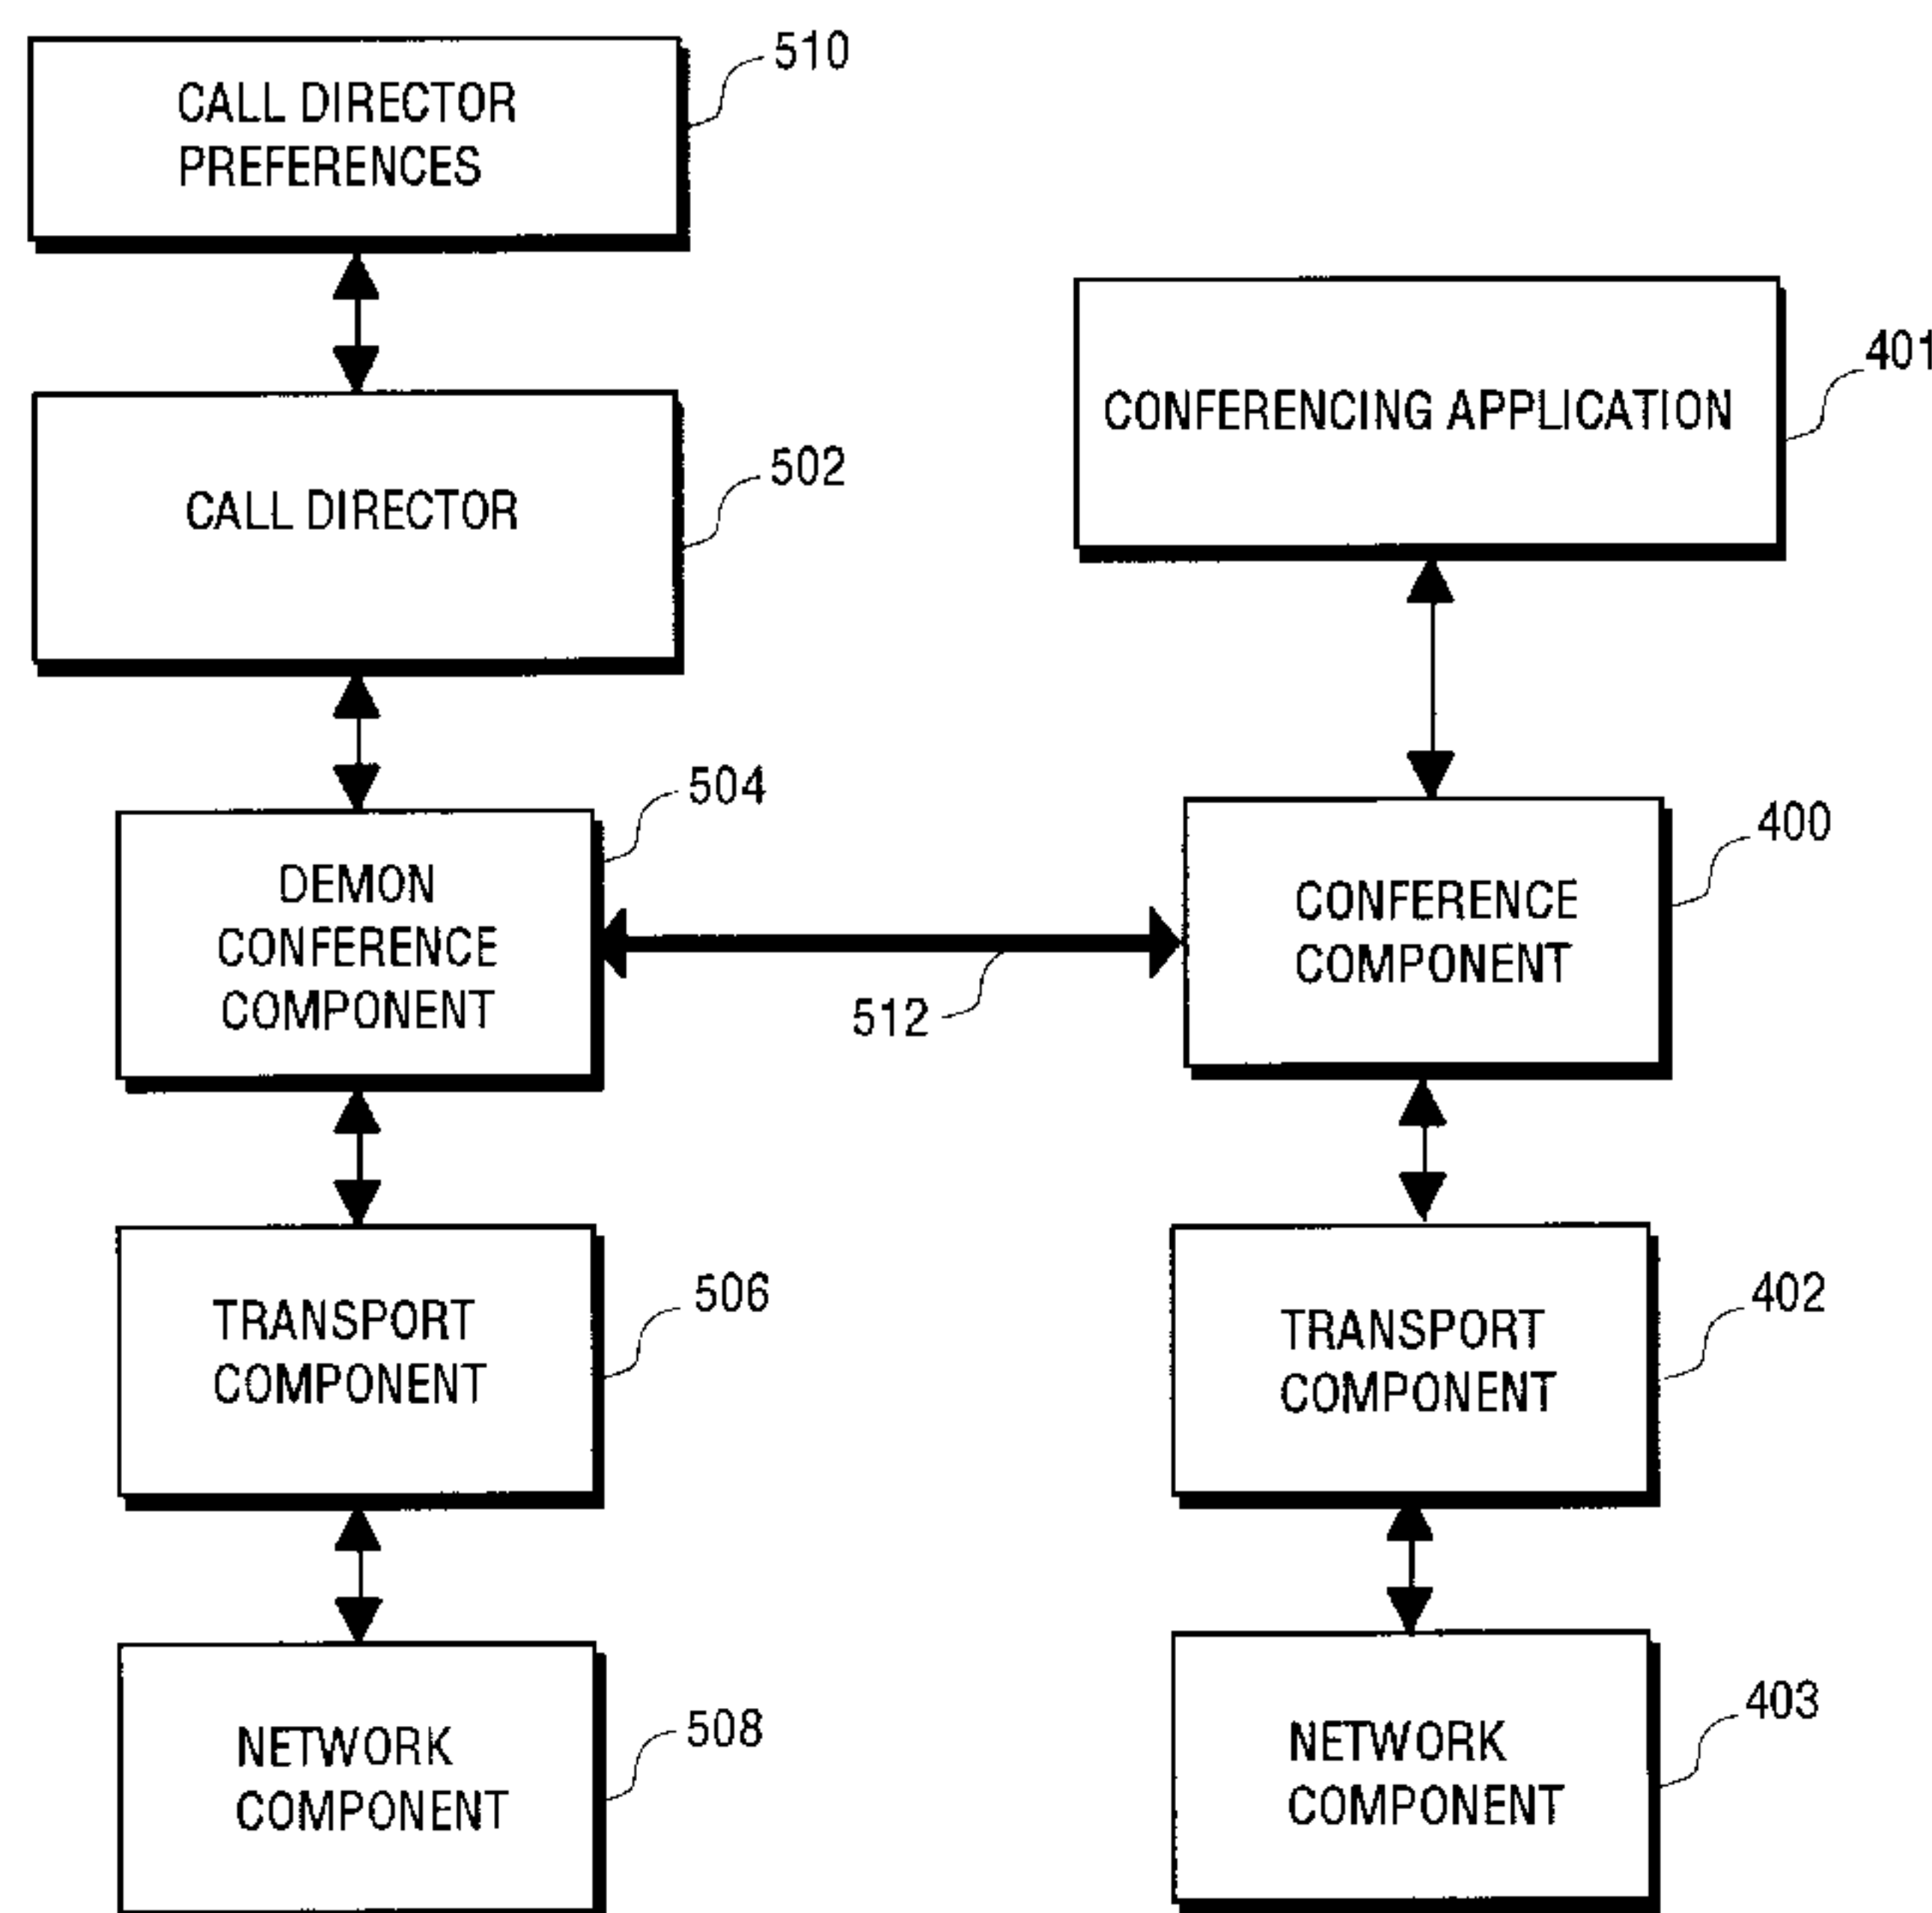 510
CALL DIRECTOR
PREFERENCES
401
CONFERENCING APPLICATION
502
CALL DIRECTOR
504
DEMON
CONFERENCE
COMPONENT
400
CONFERENCE
COMPONENT
512
506
TRANSPORT
COMPONENT
402
TRANSPORT
COMPONENT
508
NETWORK
COMPONENT
403
NETWORK
COMPONENT